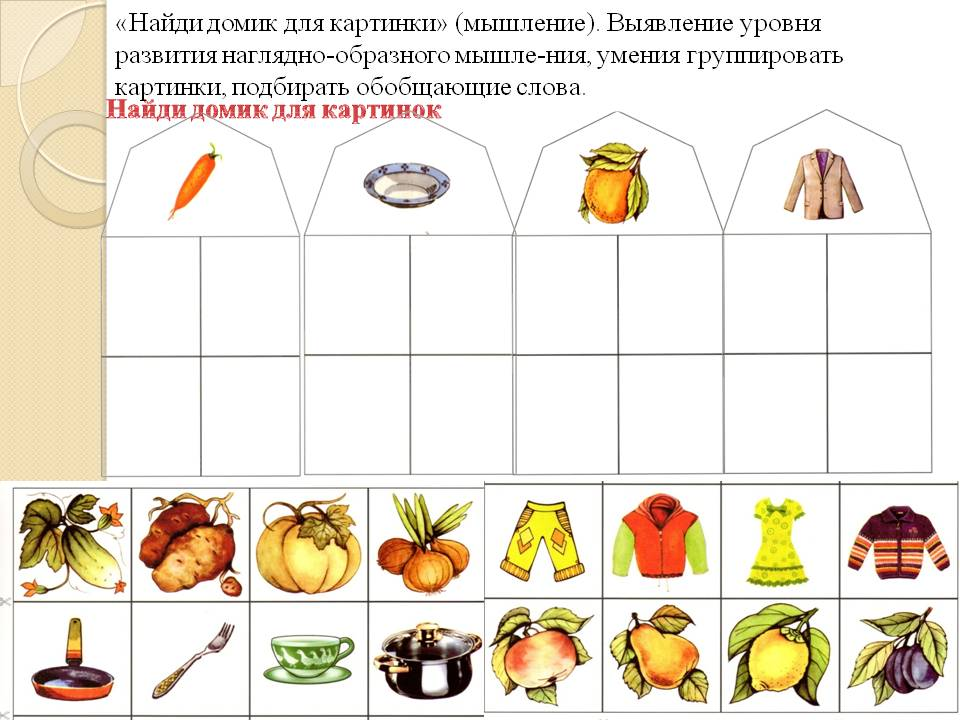 «Найди домик для картинки» (мышление). Выявление уровня
развития наглядно-образного мышле-ния, умения группировать
картинки, подбирать обобщающие слова.
Найди домик для картинок